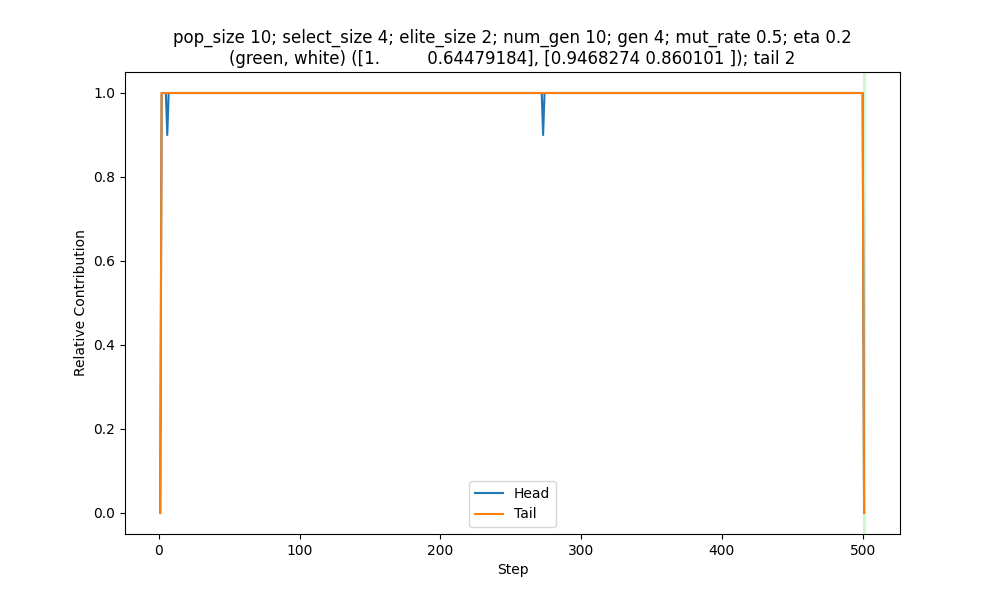 pop_size 10; select_size 4; elite_size 2; num_gen 10; gen 4; mut_rate 0.5; eta 0.2
(green, white) ([1.          0.64479184], [0.9468274 0.860101 ]); tail 2
1.0
0.8
0.6
0.4
0.2
0.0
Relative Contribution
Head
Tail
0 100 200 300 400 500
Step